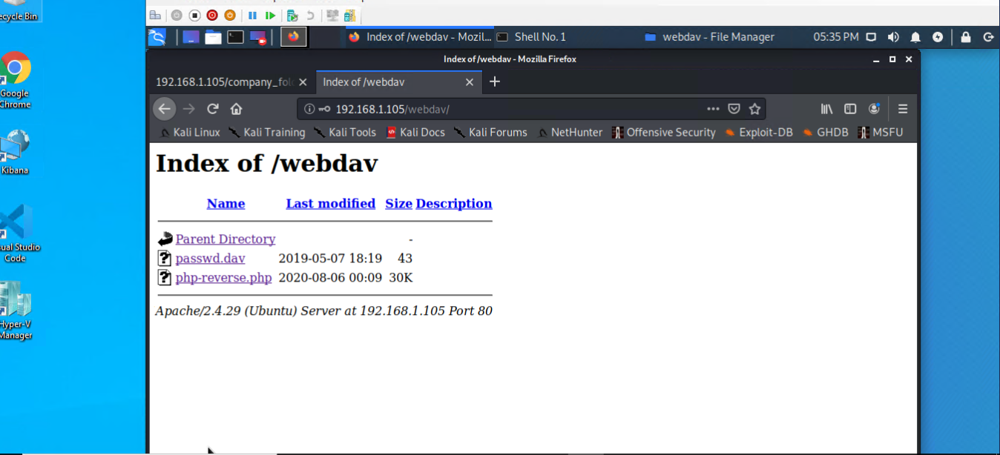 ecycle Bin
Google
Chrome
Kibana
ual Studio
Code
Hyper-V
Manager
Index of /webdav - Mozil...
Shell No. 1
webdav - File Manager
05:35 PM
Index of /webdav - Mozilla Firefox
192.168.1.105/company_fol
Index of /webdav
192.168.1.105/webdav/
Kali Linux Kali Training Kali Tools Kali Docs Kali Forums NetHunter Offensive Security Exploit-DB GHDB MSFU
Index of /webdav
Name Last modified Size Description
Parent Directory -
passwd.dav 2019-05-07 18:19 43
php-reverse.php 2020-08-06 00:09 30K
Apache/2.4.29 (Ubuntu) Server at 192.168.1.105 Port 80